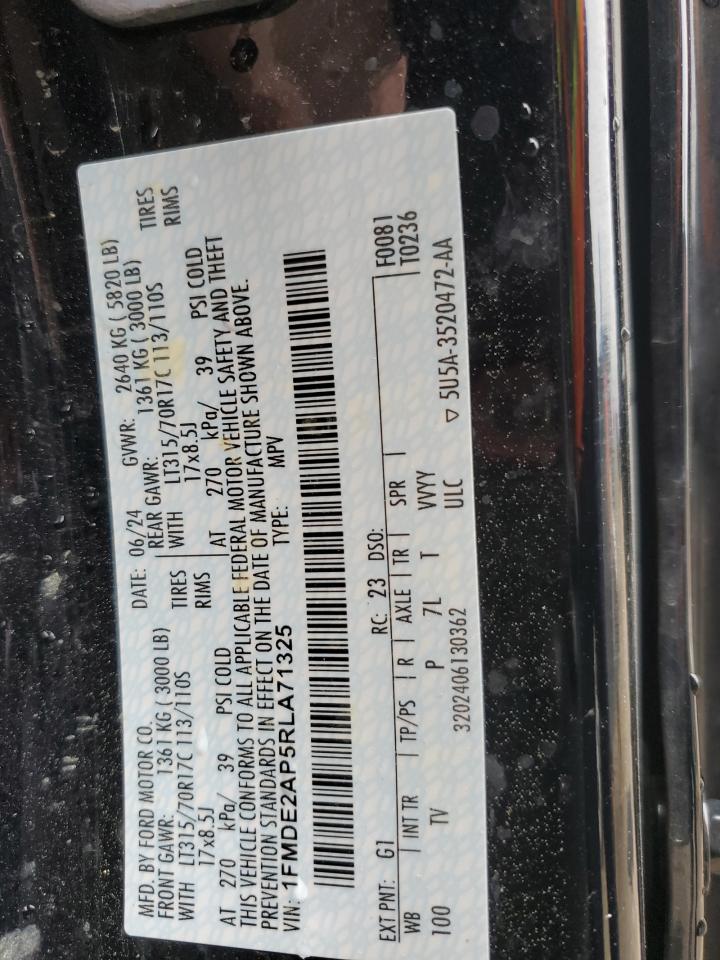 MFD. BY FORD MOTOR CO.
DATE: 06/24 GVWR: 2640 KG ( 5820 LB)
FRONT GAWR: 1361 KG ( 3000 LB) REAR GAWR: 1361 KG ( 3000 LB)
WITH LT315/70R17C 113/110S TIRES WITH LT315/70R17C 113/110S TIRES
17x8.5J RIMS 17x8.5J RIMS
AT 270 kPa/ 39 PSI COLD AT 270 kPa/ 39 PSI COLD
THIS VEHICLE CONFORMS TO ALL APPLICABLE FEDERAL MOTOR VEHICLE SAFETY AND THEFT
PREVENTION STANDARDS IN EFFECT ON THE DATE OF MANUFACTURE SHOWN ABOVE.
VIN: 1FMDE2AP5RLA71325 TYPE: MPV
EXT PNT: G1 RC: 23 DSO: F0081
WB INT TR TP/PS R AXLE TR SPR T0236
100 TV P 7L T VVYY
3202406130362 ULC ▽ 5U5A-3520472-AA